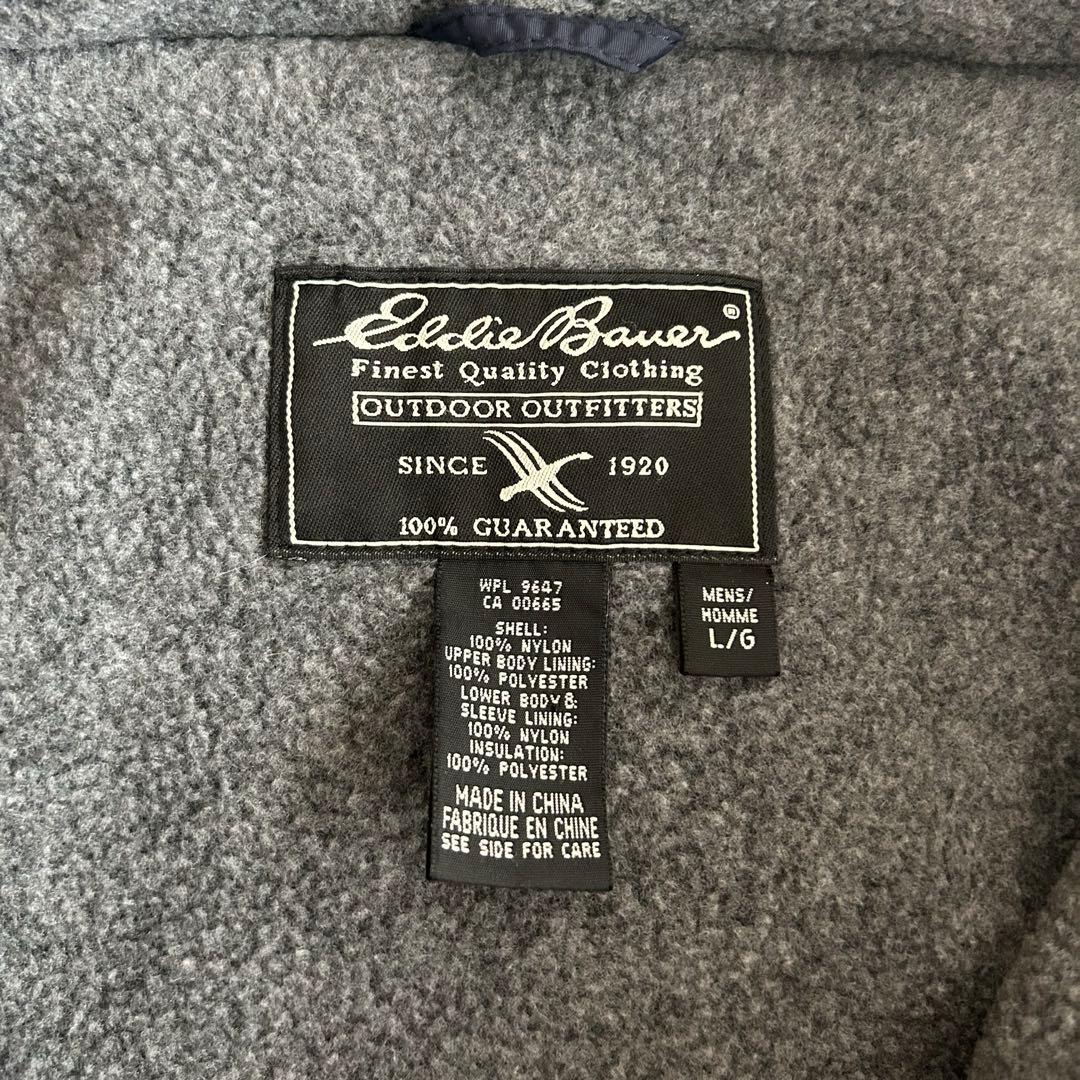 Eddie Bauer®
Finest Quality Clothing
OUTDOOR OUTFITTERS
SINCE 1920
100% GUARANTEED
WPL 9647
CA 00665
SHELL:
100% NYLON
UPPER BODY LINING:
100% POLYESTER
LOWER BODY &
SLEEVE LINING:
100% NYLON
INSULATION:
100% POLYESTER
MADE IN CHINA
FABRIQUE EN CHINE
SEE SIDE FOR CARE
MENS/
HOMME
L/G